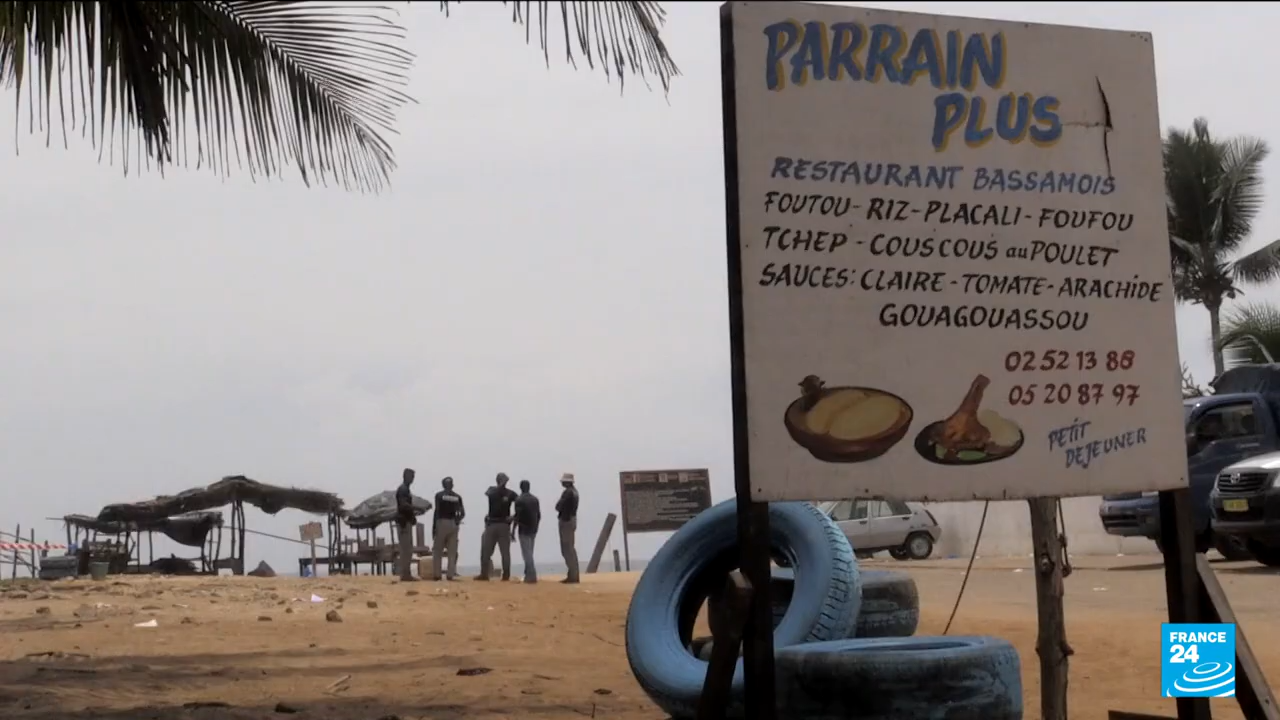 PARRAIN
PLUS
RESTAURANT BASSAMOIS
FOUTOU - RIZ - PLACALI - FOUFOU
TCHEP - COUSCOUS au POULET
SAUCES: CLAIRE - TOMATE - ARACHiDE
GOUAGOUASSOU
02 52 13 88
05 20 87 97
PETIT
DEJEUNER
FRANCE
24